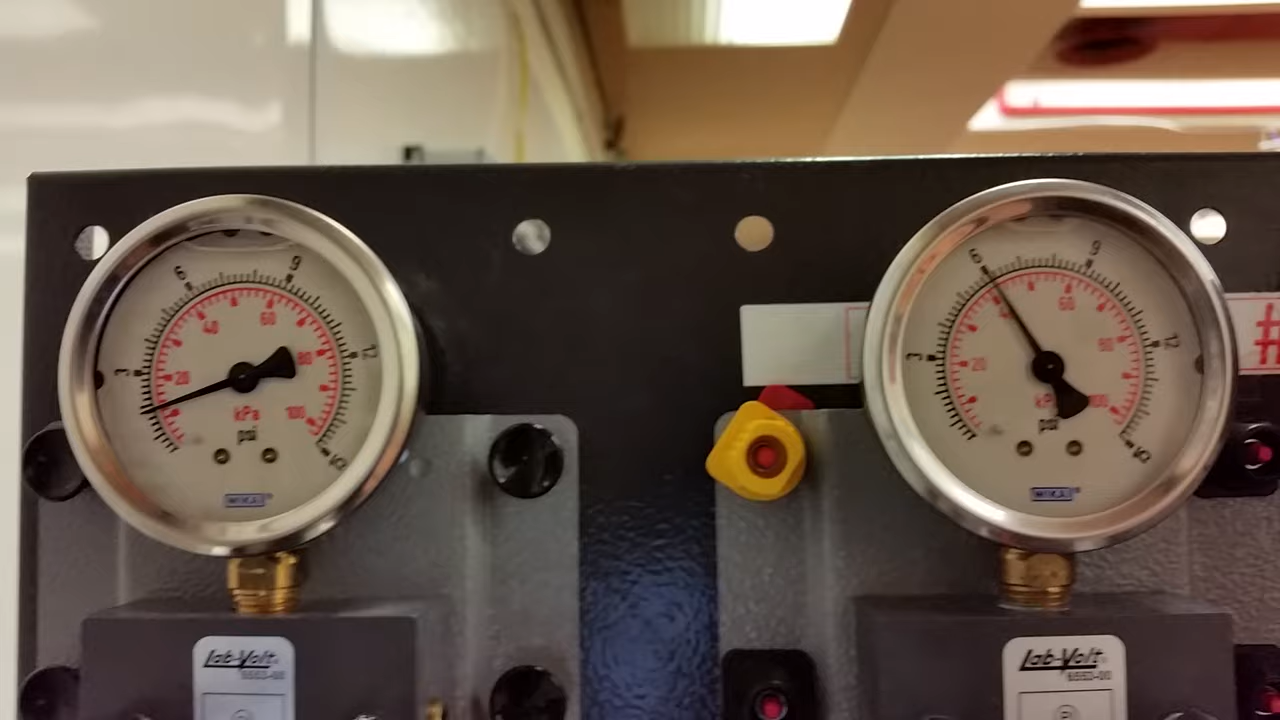 6 9
3 12
40 60
20 80
kPa 100
psi
15
WIKA®
6 9
3 12
60
20 80
kPa 100
psi
15
WIKA®
#
Lab-Volt®
Lab-Volt®